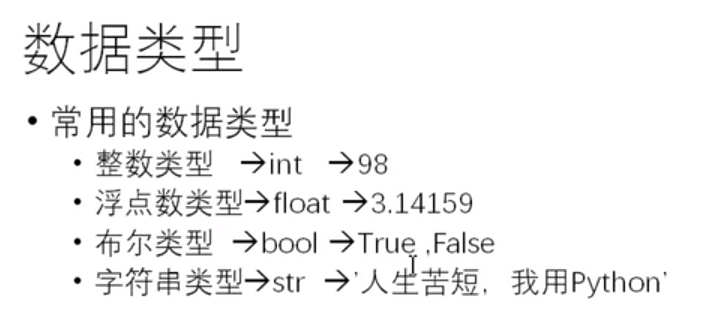 数据类型
• 常用的数据类型
• 整数类型 →int →98
• 浮点数类型→float →3.14159
• 布尔类型 →bool →True ,False
• 字符串类型→str →'人生苦短，我用Python'